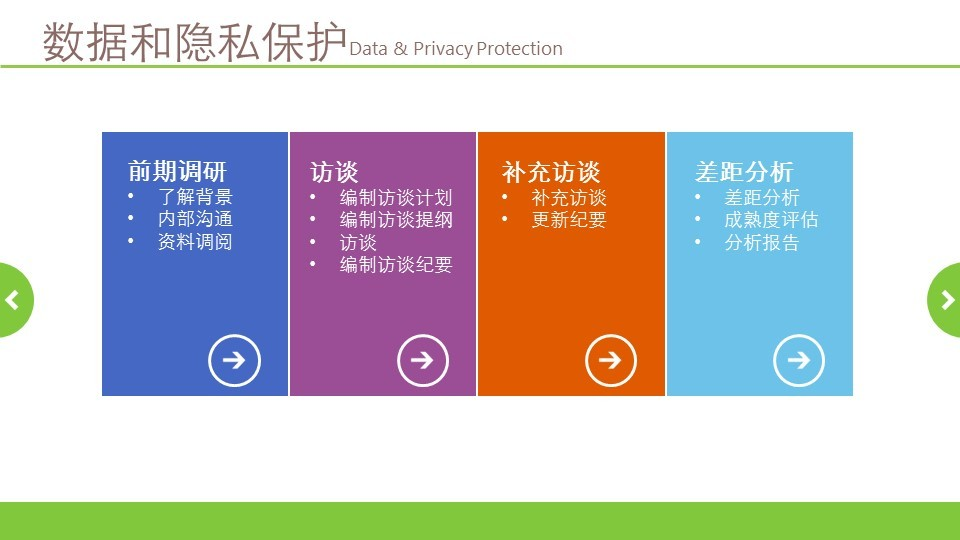 数据和隐私保护Data & Privacy Protection
前期调研
• 了解背景
• 内部沟通
• 资料调阅
访谈
• 编制访谈计划
• 编制访谈提纲
• 访谈
• 编制访谈纪要
补充访谈
• 补充访谈
• 更新纪要
差距分析
• 差距分析
• 成熟度评估
• 分析报告